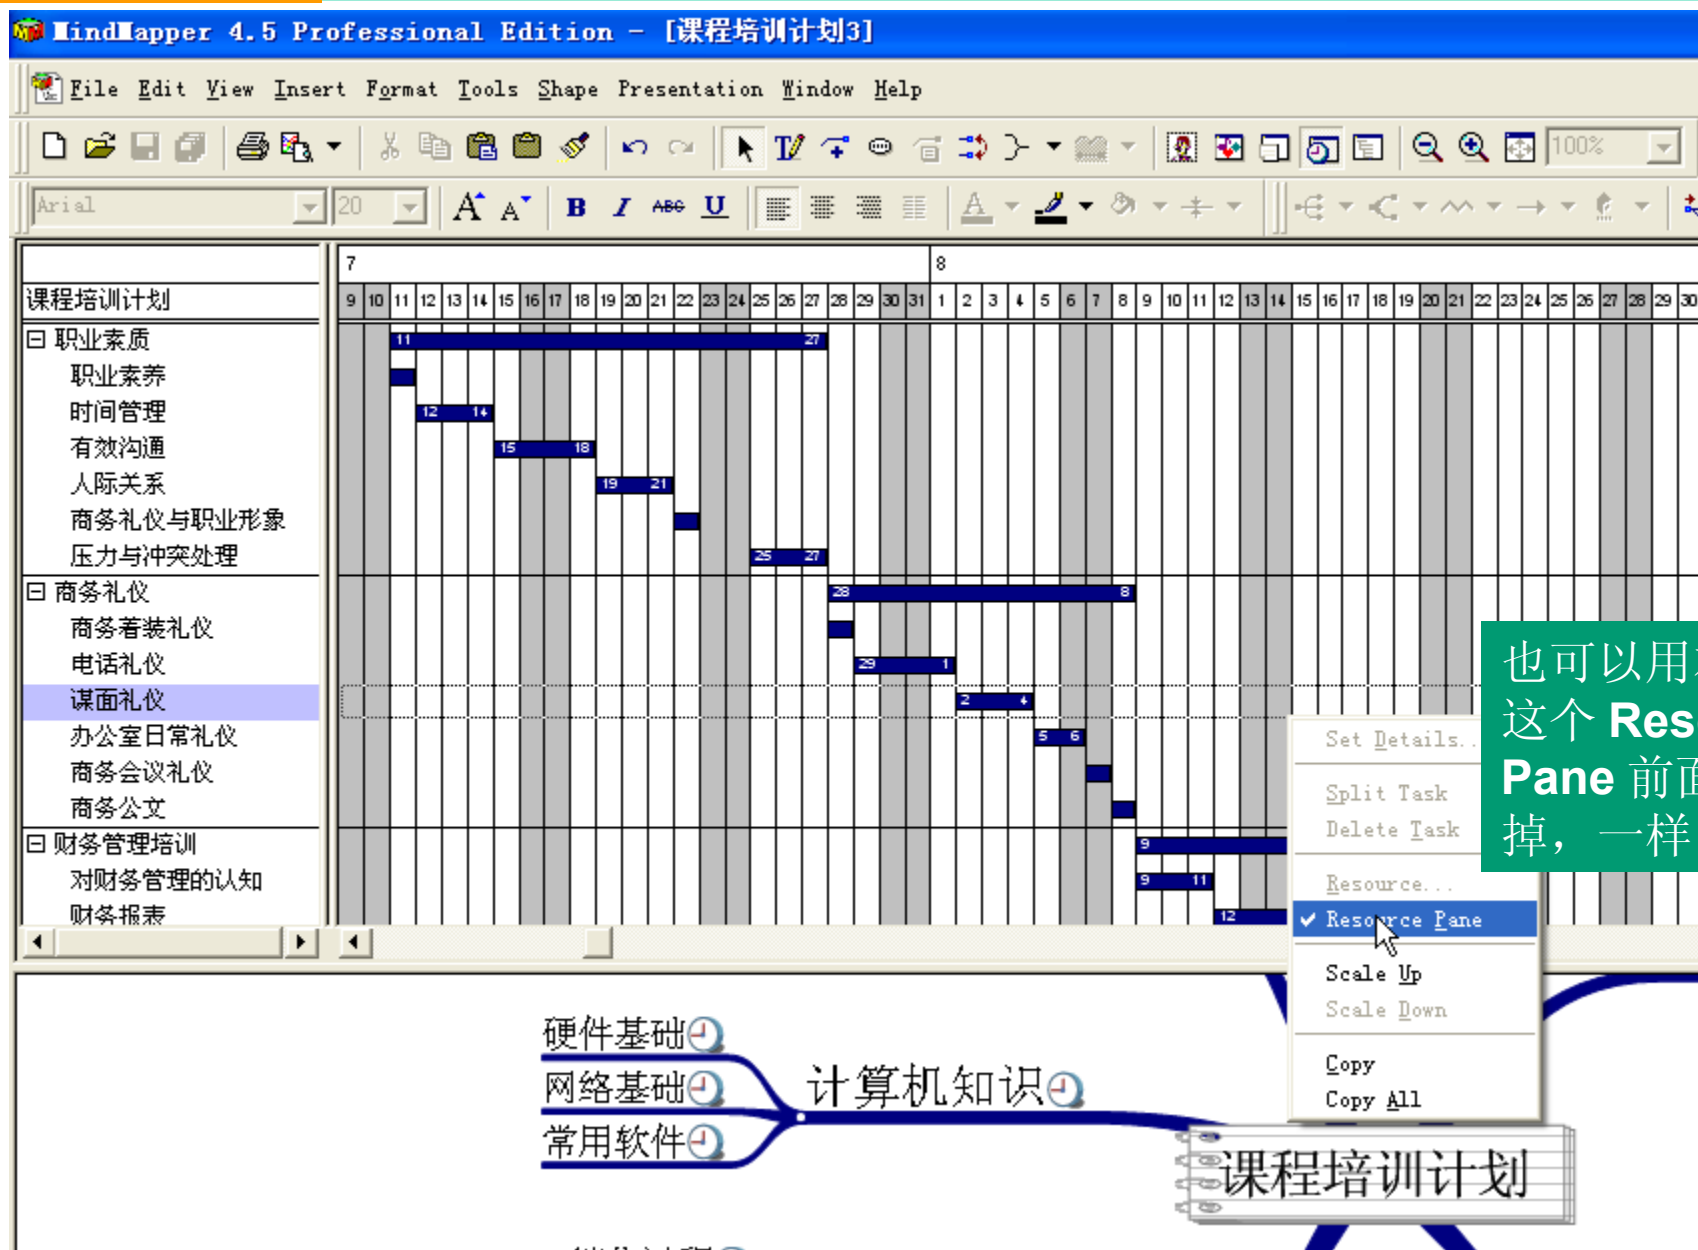 MindMapper 4.5 Professional Edition - [课程培训计划3]
File Edit View Insert Format Tools Shape Presentation Window Help
100%
Arial 20 A A B I ABC U A
7 8
课程培训计划 9 10 11 12 13 14 15 16 17 18 19 20 21 22 23 24 25 26 27 28 29 30 31 1 2 3 4 5 6 7 8 9 10 11 12 13 14 15 16 17 18 19 20 21 22 23 24 25 26 27 28 29 30
职业素质 11 27
职业素养
时间管理 12 14
有效沟通 15 18
人际关系 19 21
商务礼仪与职业形象
压力与冲突处理 25 27
商务礼仪 28 8
商务着装礼仪
电话礼仪 29 1
谋面礼仪 2 4
办公室日常礼仪 5 6
商务会议礼仪
商务公文
财务管理培训 9
对财务管理的认知 9 11
财务报表 12
也可以用
这个 Res
Pane 前面
掉，一样
Set Details..
Split Task
Delete Task
Resource...
Resource Pane
Scale Up
Scale Down
Copy
Copy All
硬件基础
网络基础
常用软件
计算机知识
课程培训计划